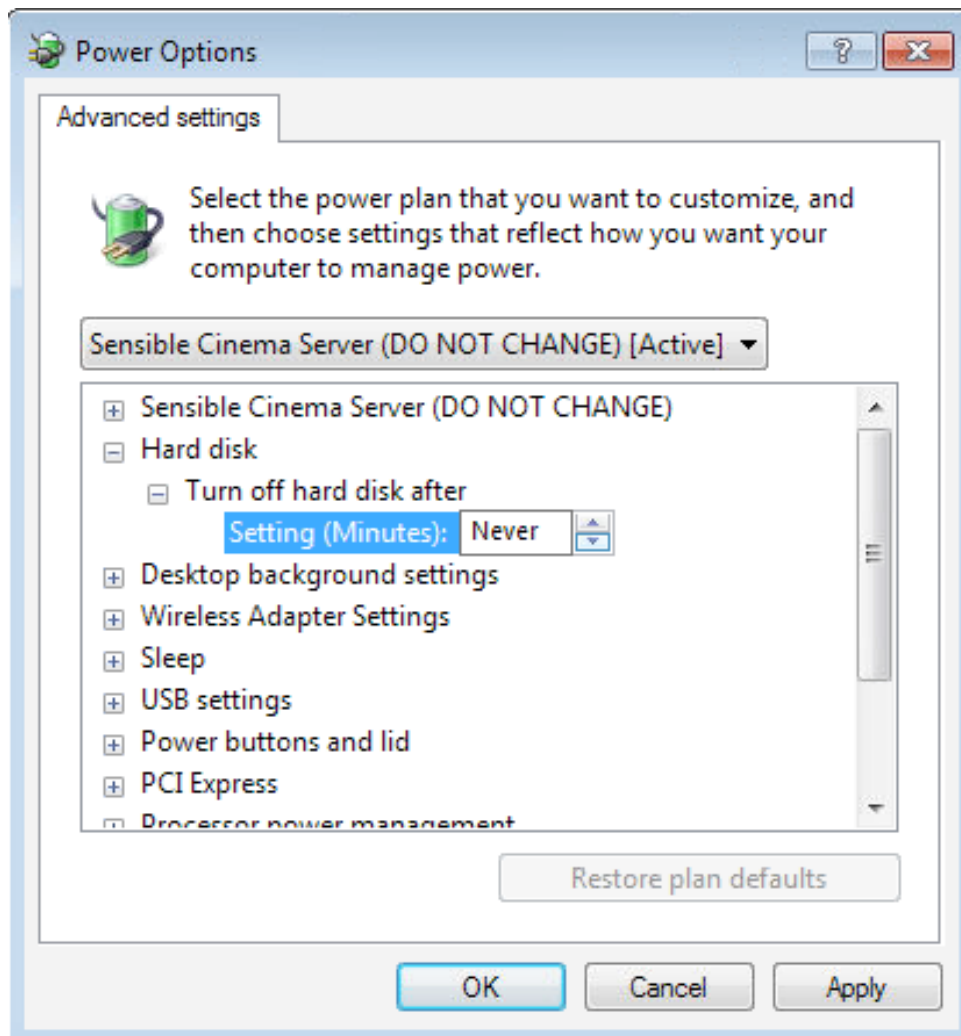 Power Options
Advanced settings
Select the power plan that you want to customize, and
then choose settings that reflect how you want your
computer to manage power.
Sensible Cinema Server (DO NOT CHANGE) [Active]
Sensible Cinema Server (DO NOT CHANGE)
Hard disk
Turn off hard disk after
Setting (Minutes): Never
Desktop background settings
Wireless Adapter Settings
Sleep
USB settings
Power buttons and lid
PCI Express
Processor power management
Restore plan defaults
OK Cancel Apply